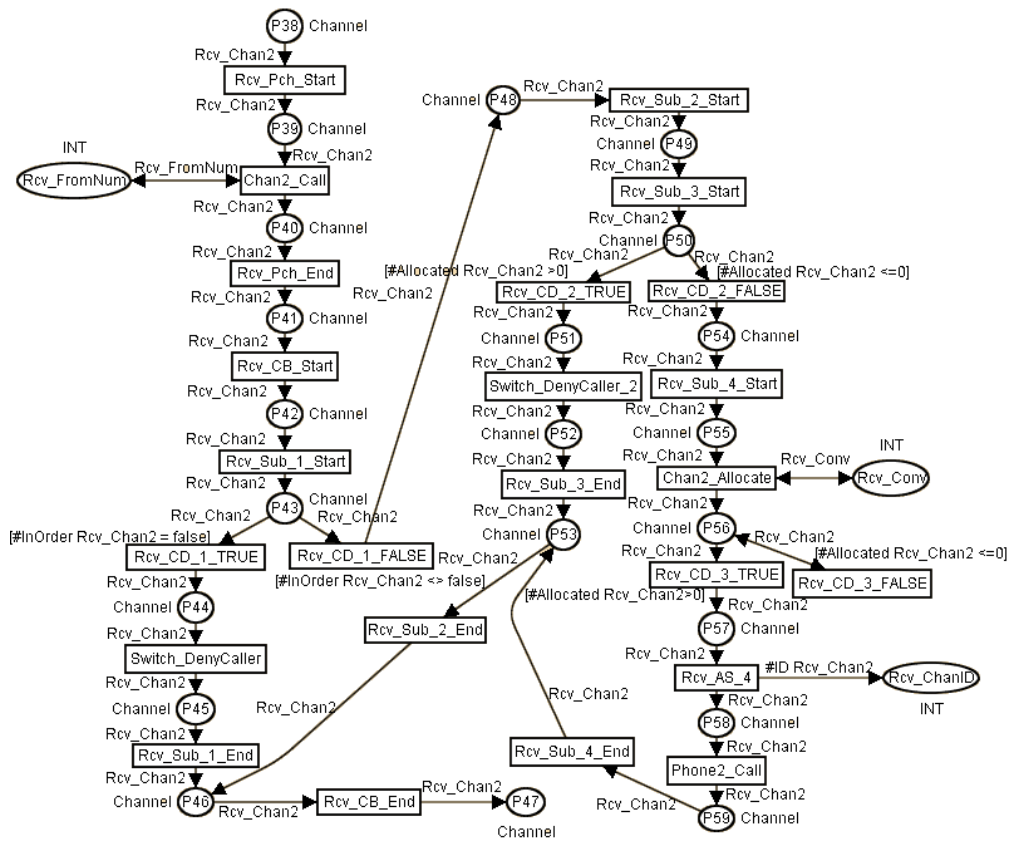 P38 Channel
Rcv_Chan2
Rcv_Pch_Start
Rcv_Chan2
P39 Channel
Rcv_Chan2
INT
Rcv_FromNum
Rcv_FromNum
Chan2_Call
Rcv_Chan2
P40 Channel
Rcv_Chan2
Rcv_Pch_End
Rcv_Chan2
P41 Channel
Rcv_Chan2
Rcv_CB_Start
Rcv_Chan2
P42 Channel
Rcv_Chan2
Rcv_Sub_1_Start
Rcv_Chan2
Channel
P43
Rcv_Chan2
Rcv_Chan2
[#InOrder Rcv_Chan2 = false]
Rcv_CD_1_TRUE
Rcv_CD_1_FALSE
[#InOrder Rcv_Chan2 <> false]
Rcv_Chan2
Channel P44
Rcv_Chan2
Switch_DenyCaller
Rcv_Chan2
Channel P45
Rcv_Chan2
Rcv_Sub_1_End
Rcv_Chan2
Channel P46
Rcv_Chan2
Rcv_CB_End
Rcv_Chan2
P47
Channel
Rcv_Chan2
Channel P48
Rcv_Chan2
Rcv_Sub_2_Start
Rcv_Chan2
Channel P49
Rcv_Chan2
Rcv_Sub_3_Start
Rcv_Chan2
Channel P50
Rcv_Chan2
Rcv_Chan2
[#Allocated Rcv_Chan2 >0]
[#Allocated Rcv_Chan2 <=0]
Rcv_CD_2_TRUE
Rcv_CD_2_FALSE
Rcv_Chan2
Channel P51
Rcv_Chan2
Switch_DenyCaller_2
Rcv_Chan2
Channel P52
Rcv_Chan2
Rcv_Sub_3_End
Rcv_Chan2
Channel P53
Rcv_Chan2
Rcv_Sub_2_End
Rcv_Chan2
Rcv_Chan2
P54 Channel
Rcv_Chan2
Rcv_Sub_4_Start
Rcv_Chan2
Channel P55
Rcv_Chan2
Chan2_Allocate
Rcv_Conv
INT
Rcv_Conv
Rcv_Chan2
Channel P56
Rcv_Chan2
[#Allocated Rcv_Chan2 <=0]
Rcv_CD_3_FALSE
Rcv_Chan2
Rcv_CD_3_TRUE
[#Allocated Rcv_Chan2>0]
Rcv_Chan2
P57 Channel
Rcv_Chan2
Rcv_AS_4
#ID Rcv_Chan2
Rcv_ChanID
INT
Rcv_Chan2
P58 Channel
Rcv_Chan2
Phone2_Call
Rcv_Chan2
P59 Channel
Rcv_Chan2
Rcv_Sub_4_End
Rcv_Chan2